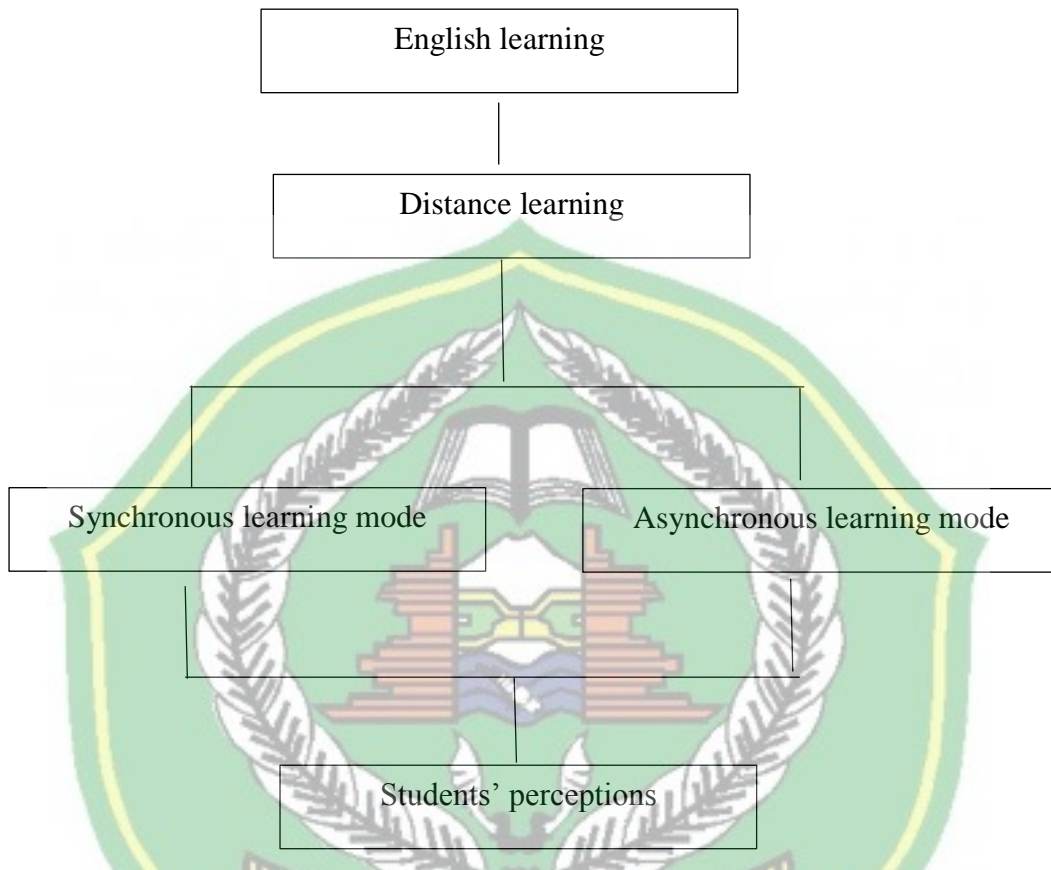 English learning
Distance learning
Synchronous learning mode
Asynchronous learning mode
Students’ perceptions